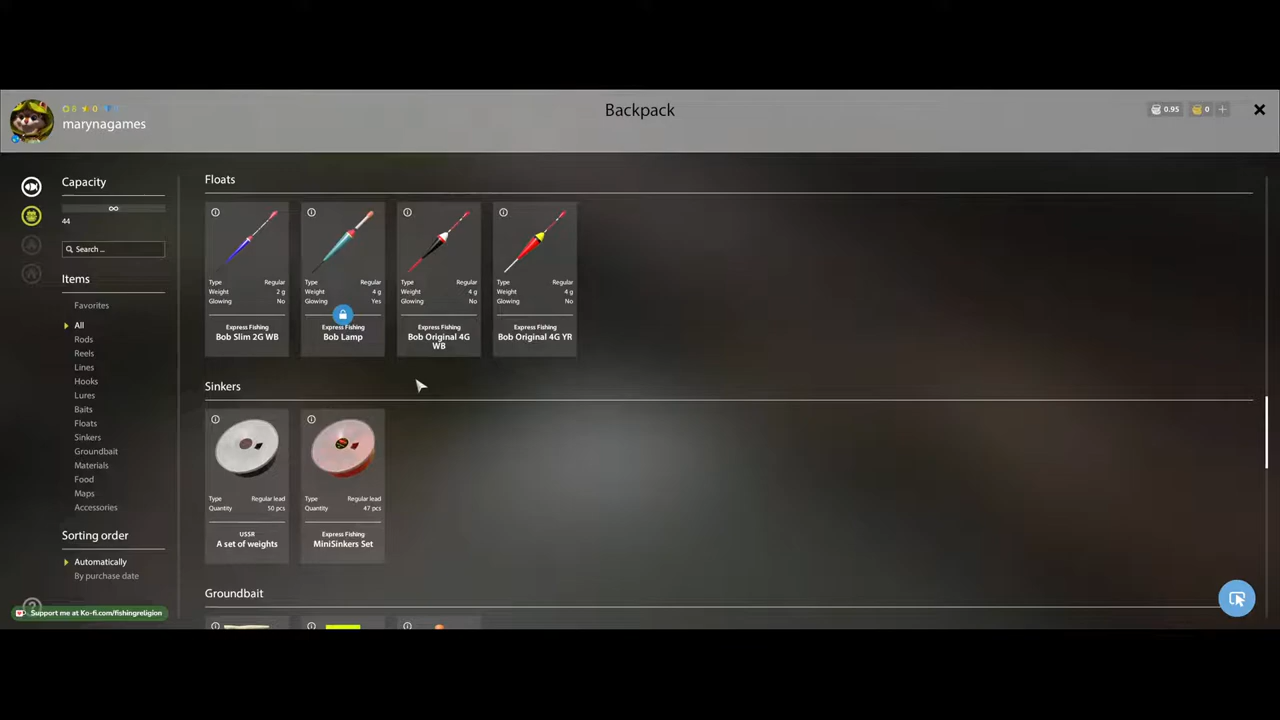 Backpack
marynagames
0.95
0
Capacity
∞
44
Search ...
Items
Favorites
All
Rods
Reels
Lines
Hooks
Lures
Baits
Floats
Sinkers
Groundbait
Materials
Food
Maps
Accessories
Sorting order
Automatically
By purchase date
Support me at Ko-fi.com/fishingreligion
Floats
Type Regular
Weight 2 g
Glowing No
Express Fishing
Bob Slim 2G WB
Type Regular
Weight 4 g
Glowing Yes
Express Fishing
Bob Lamp
Type Regular
Weight 4 g
Glowing No
Express Fishing
Bob Original 4G
WB
Type Regular
Weight 4 g
Glowing No
Express Fishing
Bob Original 4G YR
Sinkers
Type Regular lead
Quantity 50 pcs
USSR
A set of weights
Type Regular lead
Quantity 47 pcs
Express Fishing
MiniSinkers Set
Groundbait